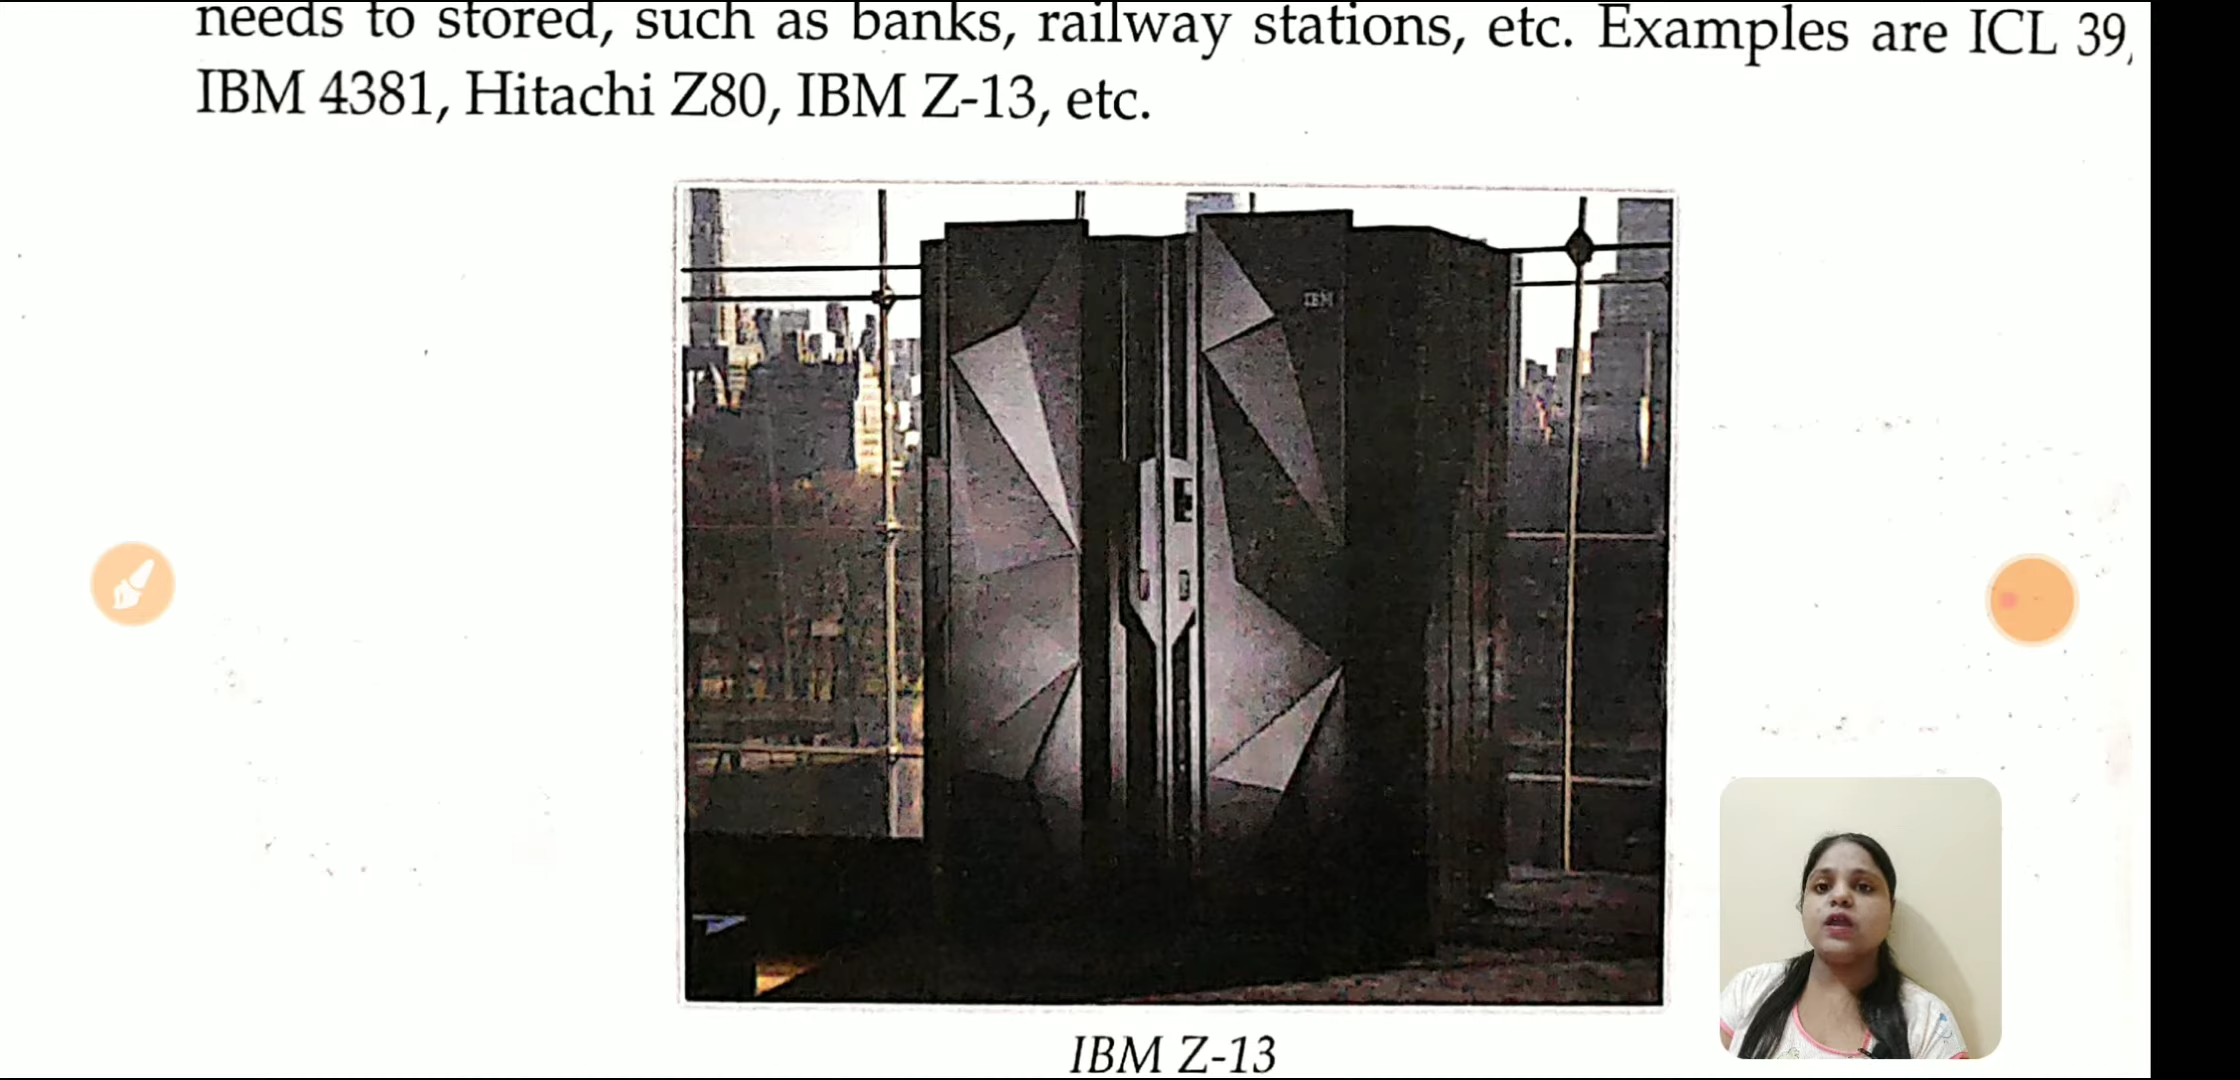 needs to stored, such as banks, railway stations, etc. Examples are ICL 39,
IBM 4381, Hitachi Z80, IBM Z-13, etc.
IBM
IBM Z-13